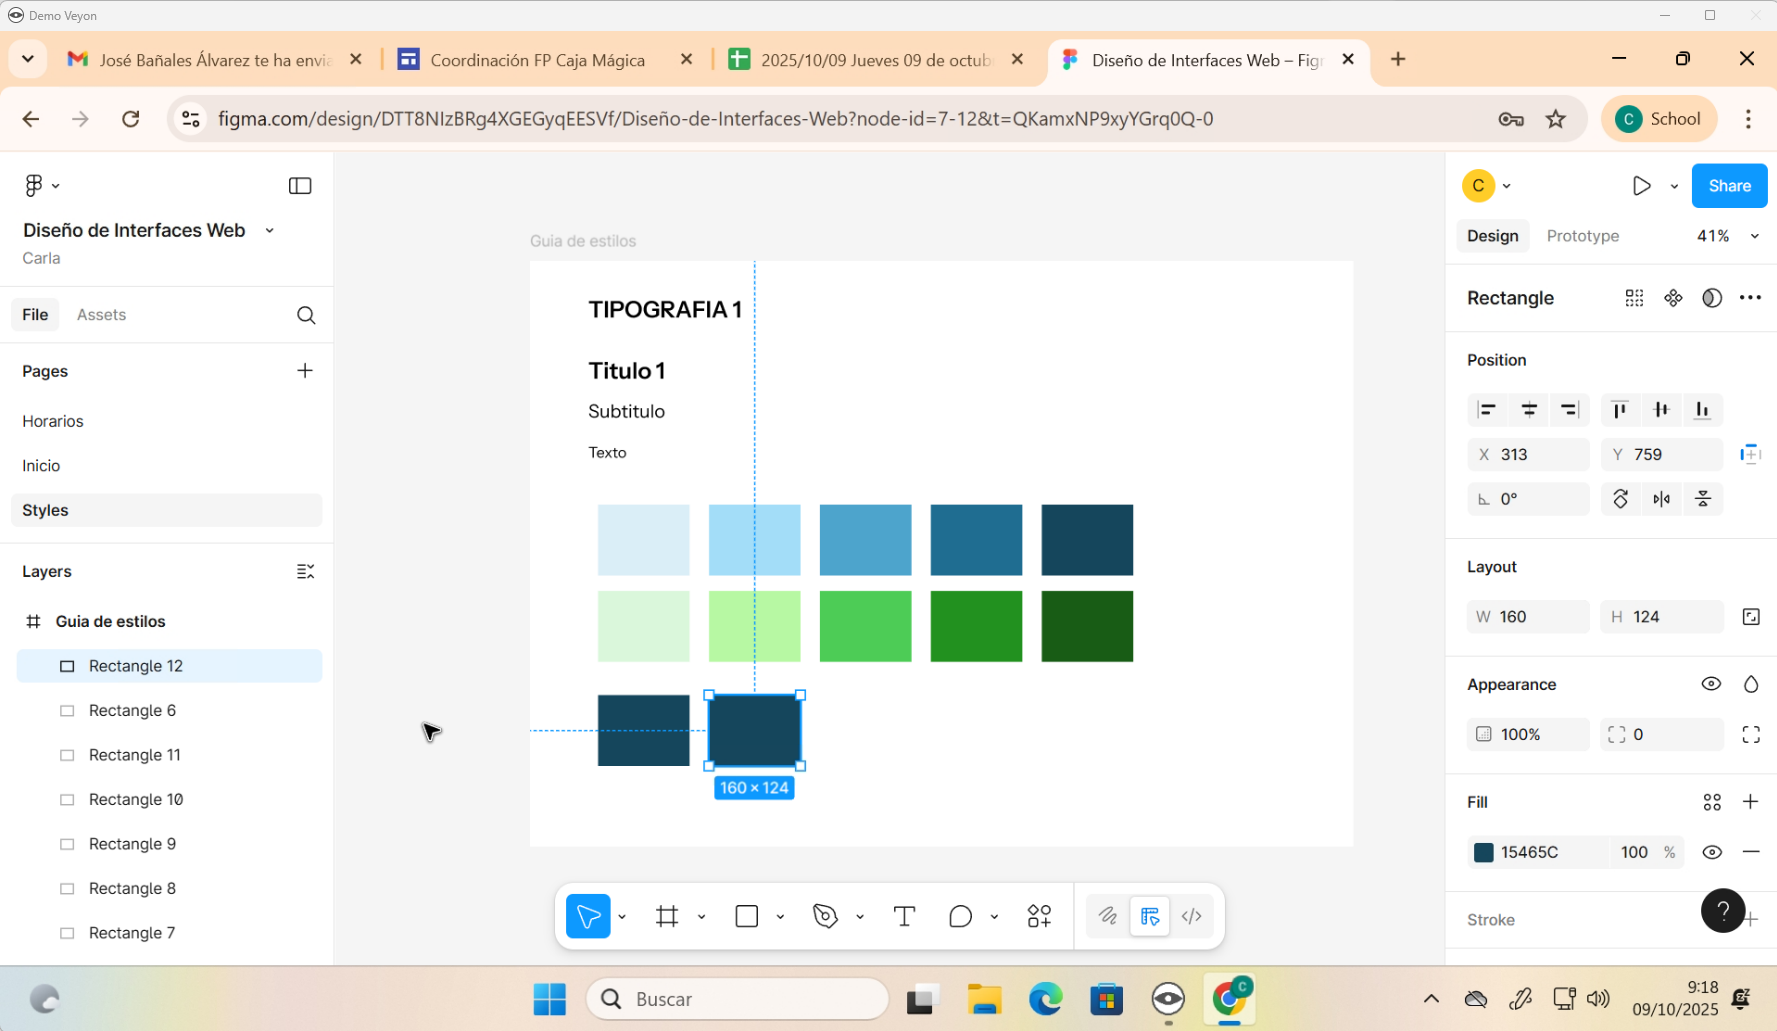 Demo Veyon
José Bañales Álvarez te ha envia
Coordinación FP Caja Mágica
2025/10/09 Jueves 09 de octub
Diseño de Interfaces Web – Fig
figma.com/design/DTT8NIzBRg4XGEGyqEESVf/Diseño-de-Interfaces-Web?node-id=7-12&t=QKamxNP9xyYGrq0Q-0
C School
Diseño de Interfaces Web
Carla
File Assets
Pages
Horarios
Inicio
Styles
Layers
Guia de estilos
Rectangle 12
Rectangle 6
Rectangle 11
Rectangle 10
Rectangle 9
Rectangle 8
Rectangle 7
Guia de estilos
TIPOGRAFIA 1
Titulo 1
Subtitulo
Texto
160 × 124
C
Share
Design Prototype 41%
Rectangle
Position
X 313 Y 759
0°
Layout
W 160 H 124
Appearance
100% 0
Fill
15465C 100 %
Stroke
?
Buscar
C
9:18
09/10/2025